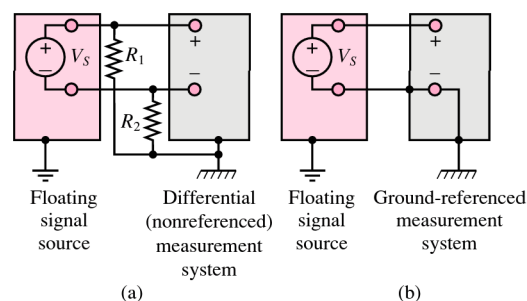 +
−
V_S
R_1
R_2
+
−
Floating
signal
source
Differential
(nonreferenced)
measurement
system
(a)
+
−
V_S
+
−
Floating
signal
source
Ground-referenced
measurement
system
(b)